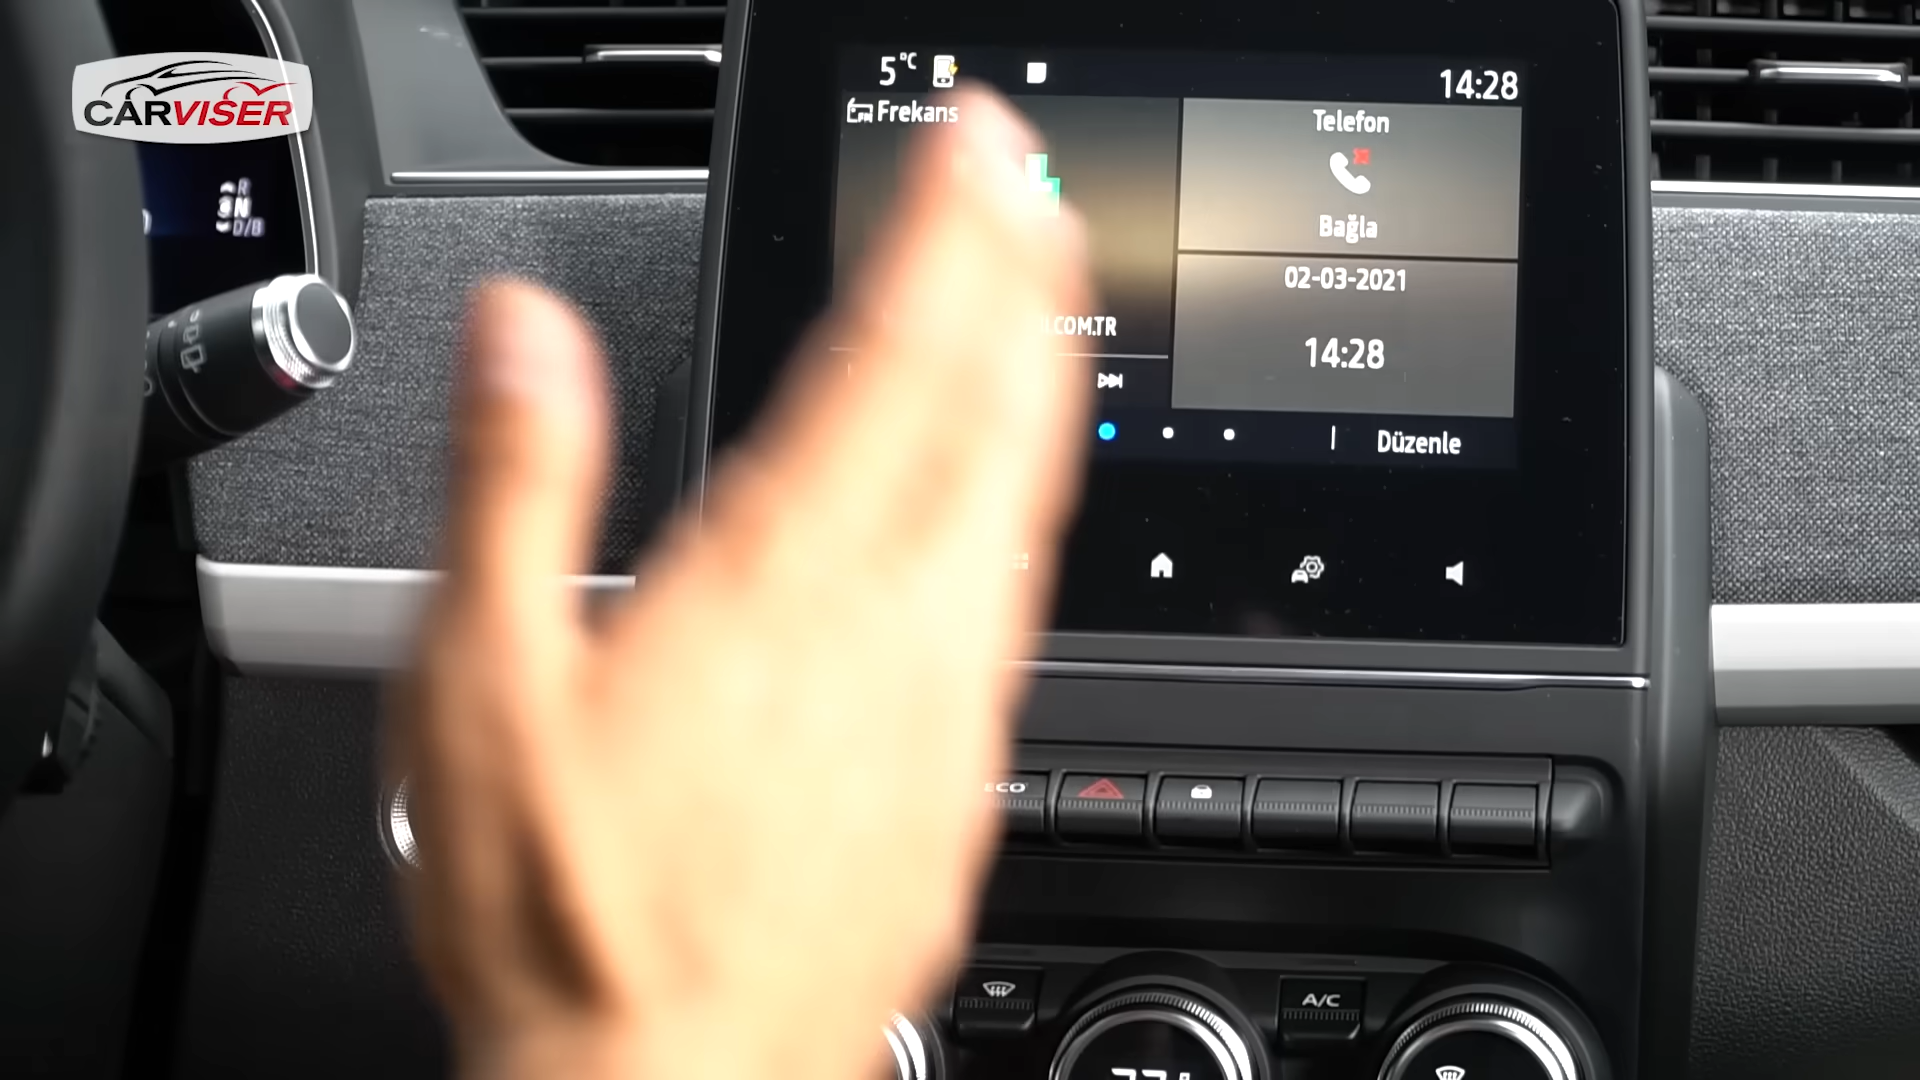 CARVISER
5°C
14:28
Frekans
Telefon
Bağla
02-03-2021
.COM.TR
14:28
Düzenle
R
N
D/B
ECO
A/C